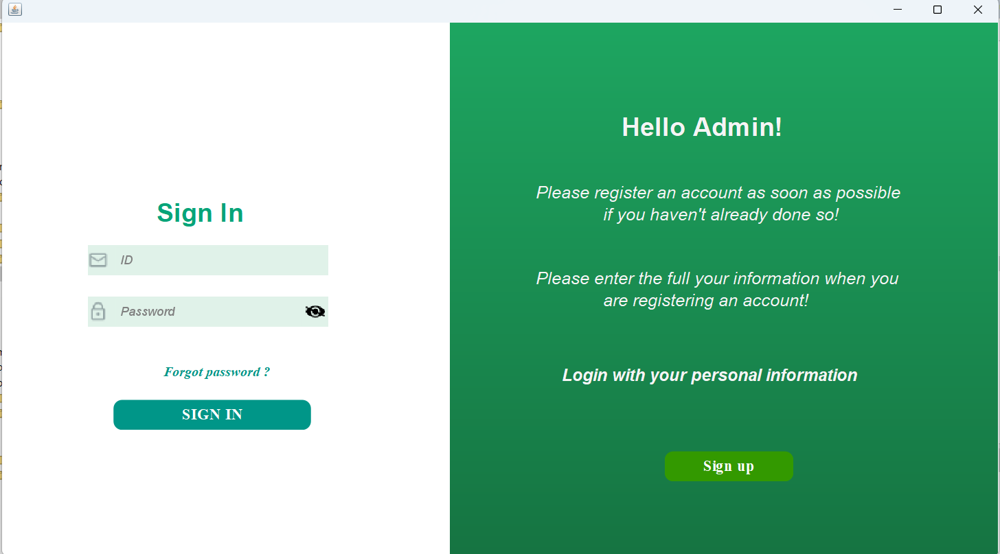 Sign In
ID
Password
Forgot password ?
SIGN IN
Hello Admin!
Please register an account as soon as possible
if you haven't already done so!
Please enter the full your information when you
are registering an account!
Login with your personal information
Sign up